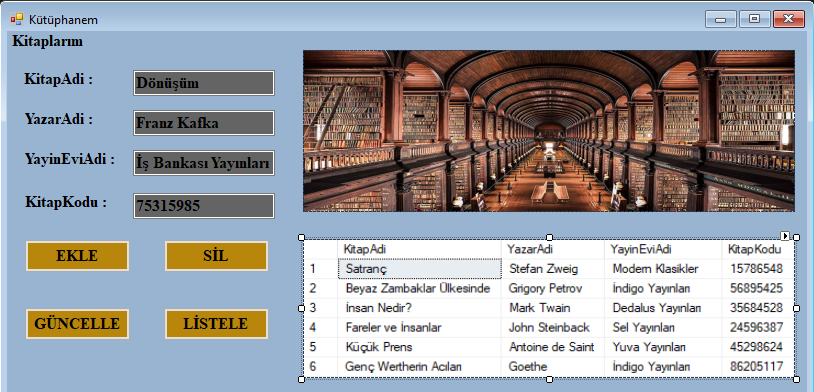 Kütüphanem
Kitaplarım
KitapAdi : Dönüşüm
YazarAdi : Franz Kafka
YayinEviAdi : İş Bankası Yayınları
KitapKodu : 75315985
EKLE SİL
GÜNCELLE LİSTELE
KitapAdi YazarAdi YayinEviAdi KitapKodu
1 Satranç Stefan Zweig Modern Klasikler 15786548
2 Beyaz Zambaklar Ülkesinde Grigory Petrov İndigo Yayınları 56895425
3 İnsan Nedir? Mark Twain Dedalus Yayınları 35684528
4 Fareler ve İnsanlar John Steinback Sel Yayınları 24596387
5 Küçük Prens Antoine de Saint Yuva Yayınları 45298624
6 Genç Wertherin Acıları Goethe İndigo Yayınları 86205117